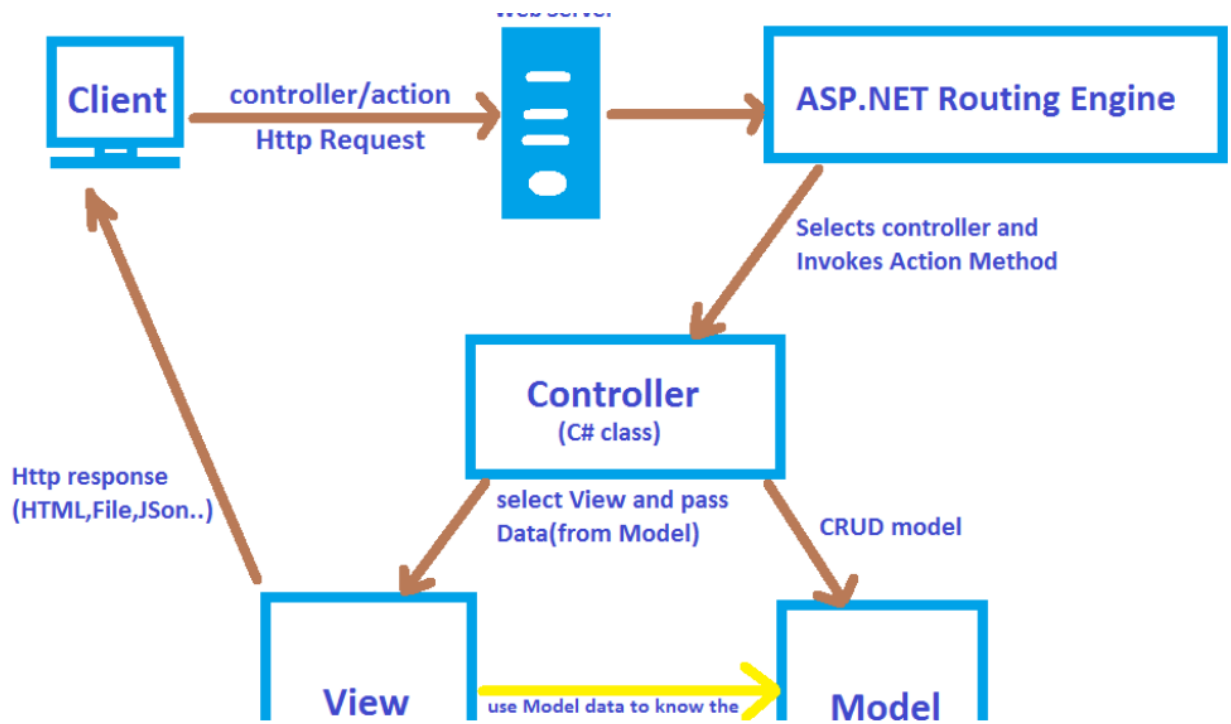 Web Server
Client
controller/action
Http Request
ASP.NET Routing Engine
Selects controller and
Invokes Action Method
Controller
(C# class)
Http response
(HTML,File,JSon..)
select View and pass
Data(from Model)
CRUD model
View
use Model data to know the
Model